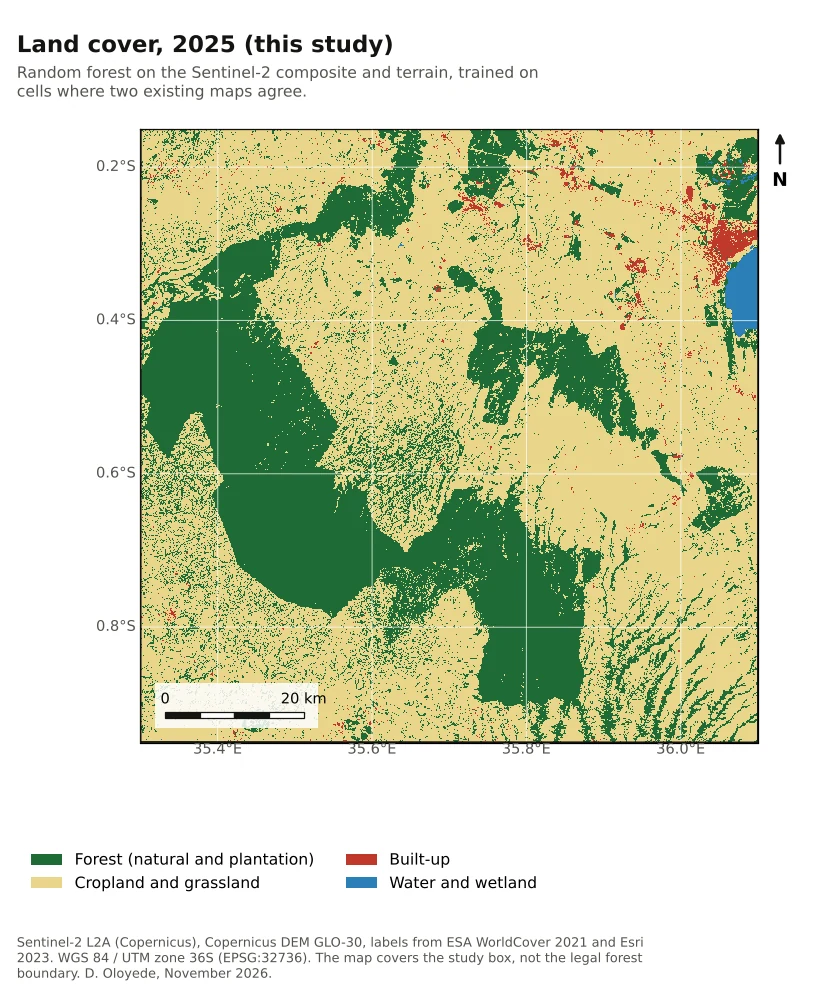 Land cover, 2025 (this study)
Random forest on the Sentinel-2 composite and terrain, trained on
cells where two existing maps agree.
0.2°S
N
0.4°S
0.6°S
0.8°S
0 20 km
35.4°E 35.6°E 35.8°E 36.0°E
Forest (natural and plantation) Built-up
Cropland and grassland Water and wetland
Sentinel-2 L2A (Copernicus), Copernicus DEM GLO-30, labels from ESA WorldCover 2021 and Esri
2023. WGS 84 / UTM zone 36S (EPSG:32736). The map covers the study box, not the legal forest
boundary. D. Oloyede, November 2026.